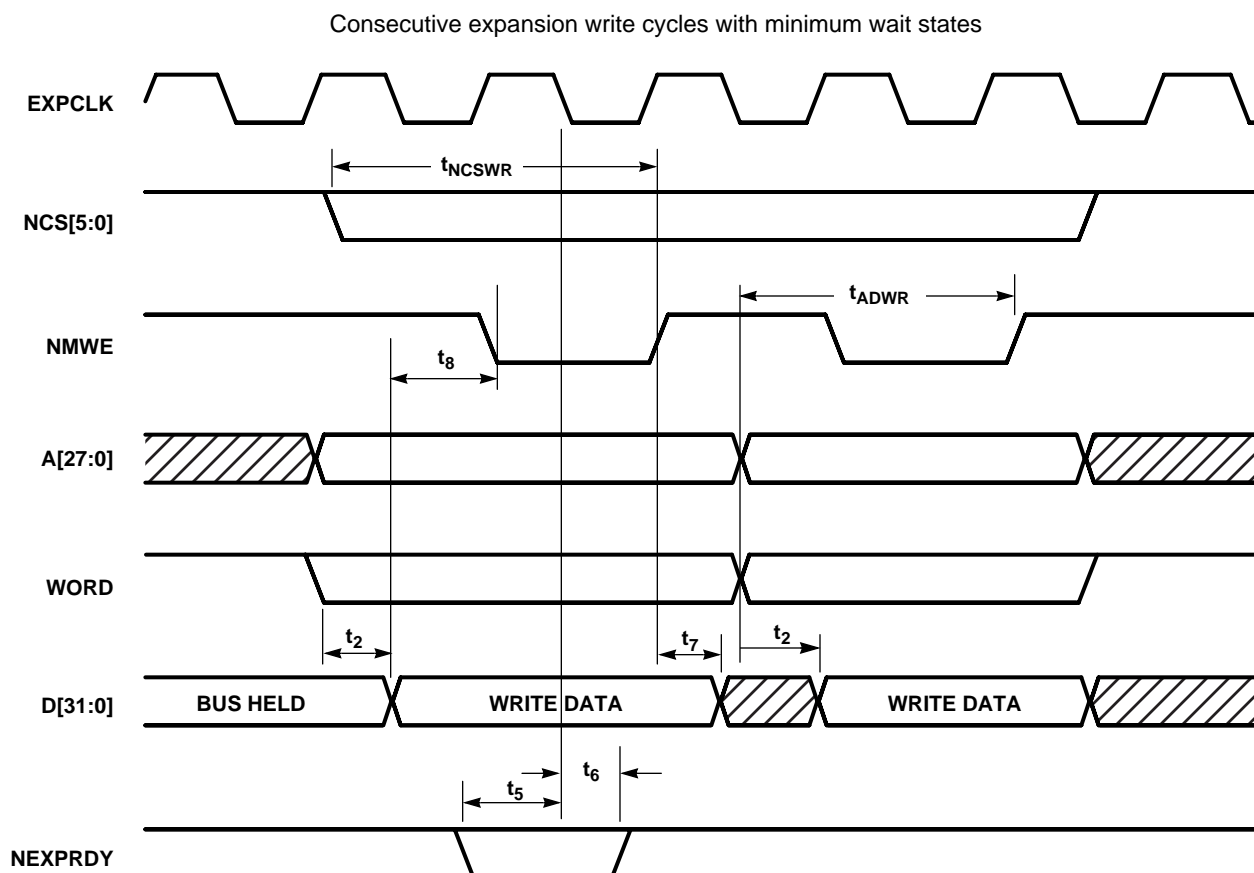 Consecutive expansion write cycles with minimum wait states
EXPCLK
tNCSWR
NCS[5:0]
tADWR
NMWE
t8
A[27:0]
WORD
t2 t7 t2
D[31:0] BUS HELD WRITE DATA WRITE DATA
t6
t5
NEXPRDY